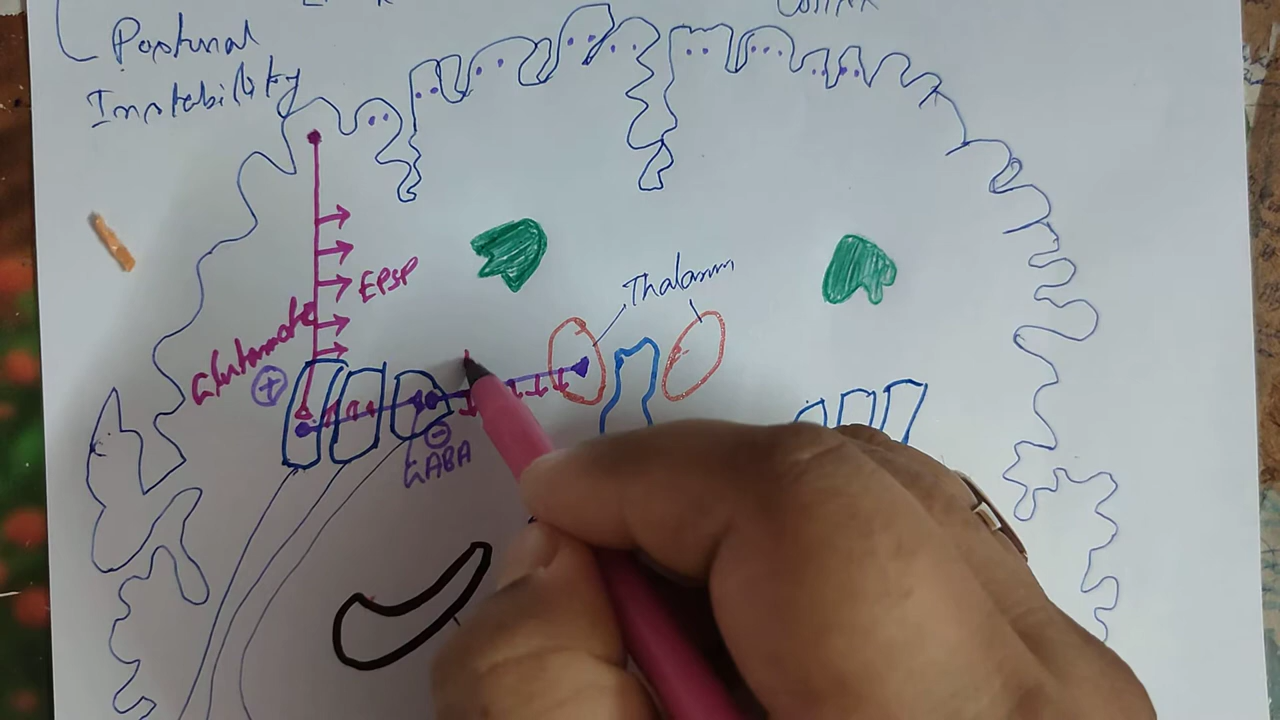 Postural
Instability
EPSP
Glutamate
+
Thalamus
-
GABA